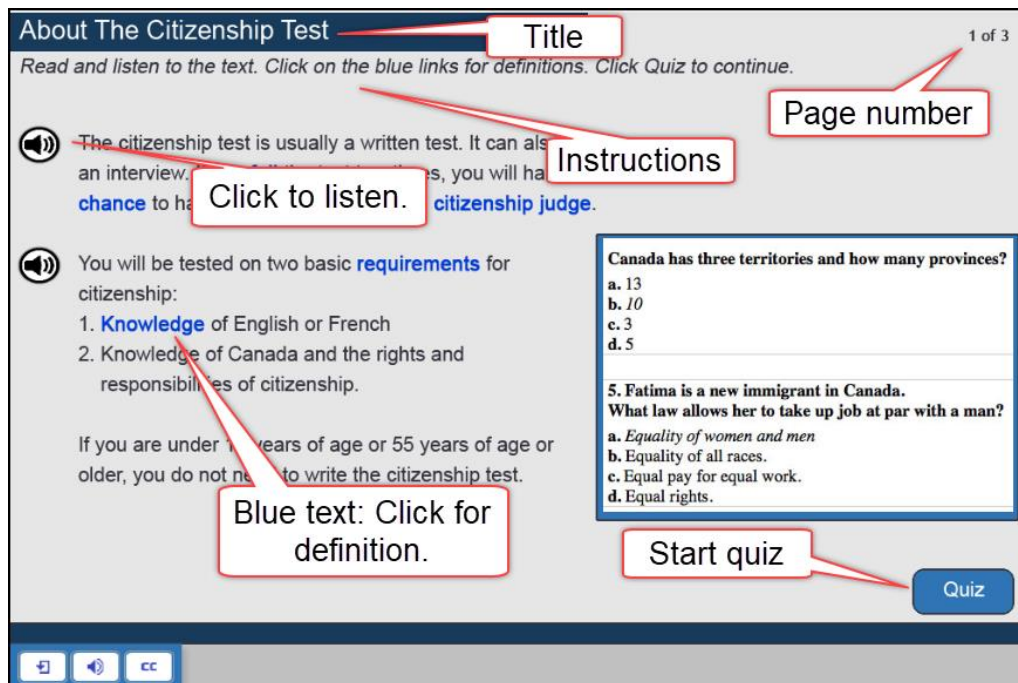 About The Citizenship Test
Title
1 of 3
Read and listen to the text. Click on the blue links for definitions. Click Quiz to continue.
Page number
The citizenship test is usually a written test. It can
Instructions
an interview. you will
Click to listen.
chance to citizenship judge.
You will be tested on two basic requirements for
citizenship:
1. Knowledge of English or French
2. Knowledge of Canada and the rights and
responsibilities of citizenship.
If you are under years of age or 55 years of age or
older, you do not to write the citizenship test.
Blue text: Click for
definition.
Canada has three territories and how many provinces?
a. 13
b. 10
c. 3
d. 5
5. Fatima is a new immigrant in Canada.
What law allows her to take up job at par with a man?
a. Equality of women and men
b. Equality of all races.
c. Equal pay for equal work.
d. Equal rights.
Start quiz
Quiz
CC